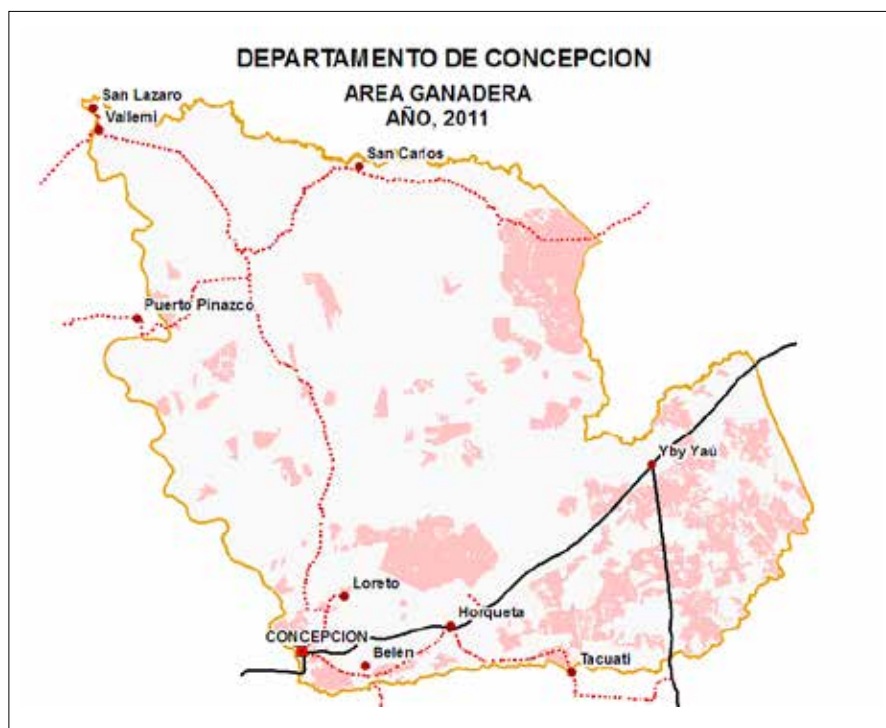 DEPARTAMENTO DE CONCEPCION
AREA GANADERA
AÑO, 2011
San Lazaro
Vallemi
San Carlos
Puerto Pinazco
Yby Yaú
Loreto
Horqueta
CONCEPCION
Belén
Tacuati